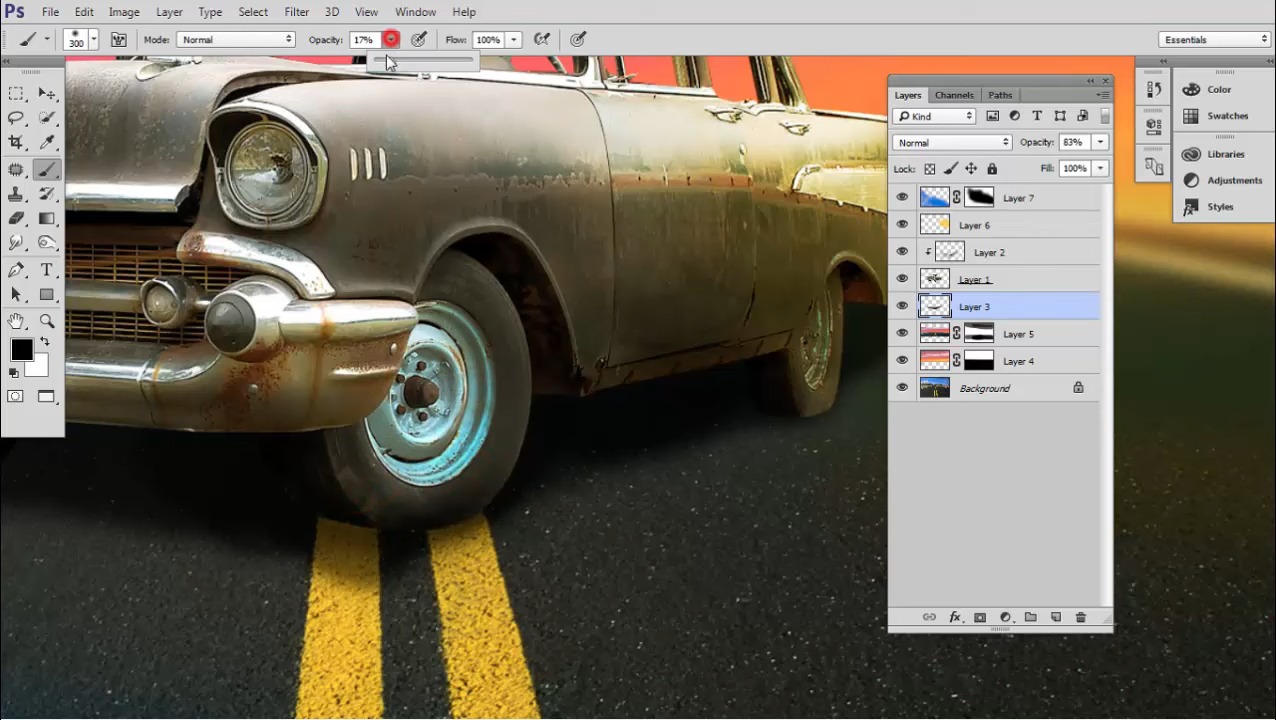 Ps File Edit Image Layer Type Select Filter 3D View Window Help
300 Mode: Normal Opacity: 17% Flow: 100% Essentials
Layers Channels Paths
Kind
Normal Opacity: 83%
Lock: Fill: 100%
Layer 7
Layer 6
Layer 2
Layer 1
Layer 3
Layer 5
Layer 4
Background
fx
Color
Swatches
Libraries
Adjustments
Styles